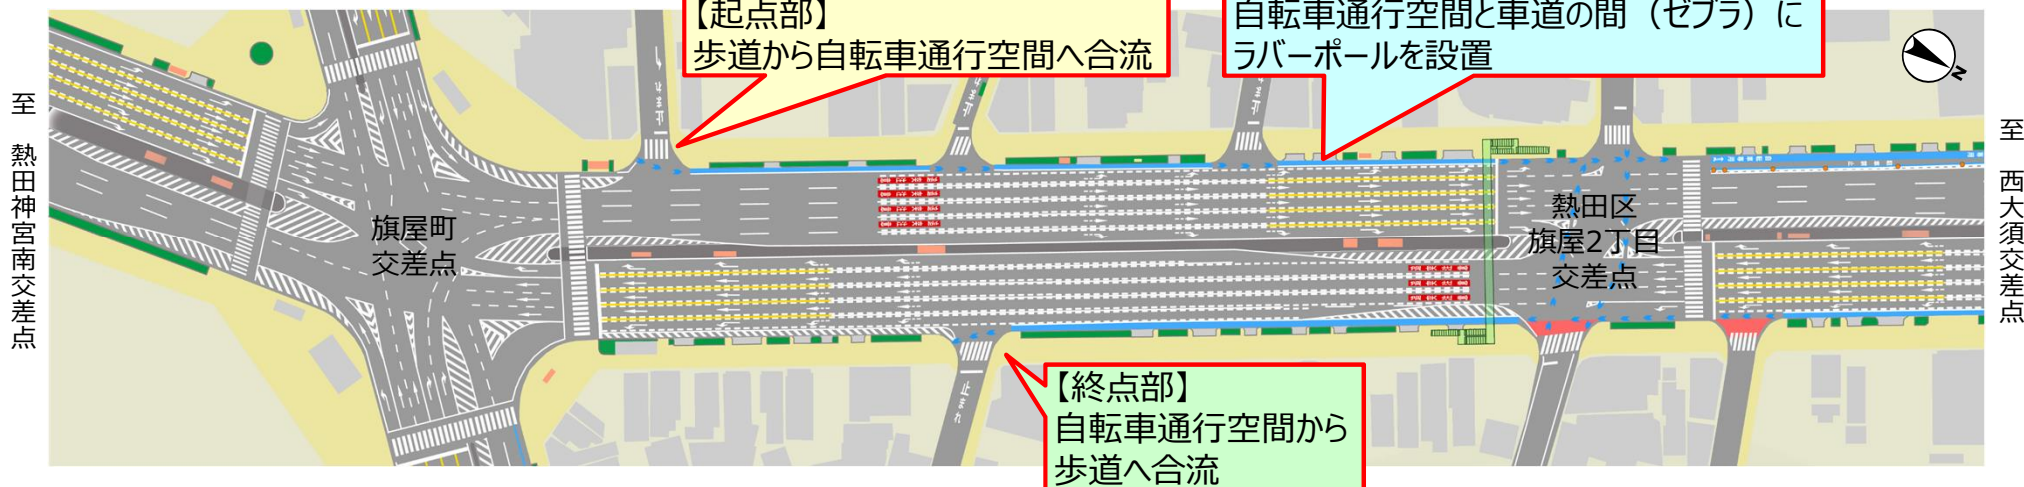 【起点部】
歩道から自転車通行空間へ合流
自転車通行空間と車道の間（ゼブラ）に
ラバーポールを設置
N
至 熱田神宮南交差点
旗屋町
交差点
熱田区
旗屋2丁目
交差点
至 西大須交差点
【終点部】
自転車通行空間から
歩道へ合流